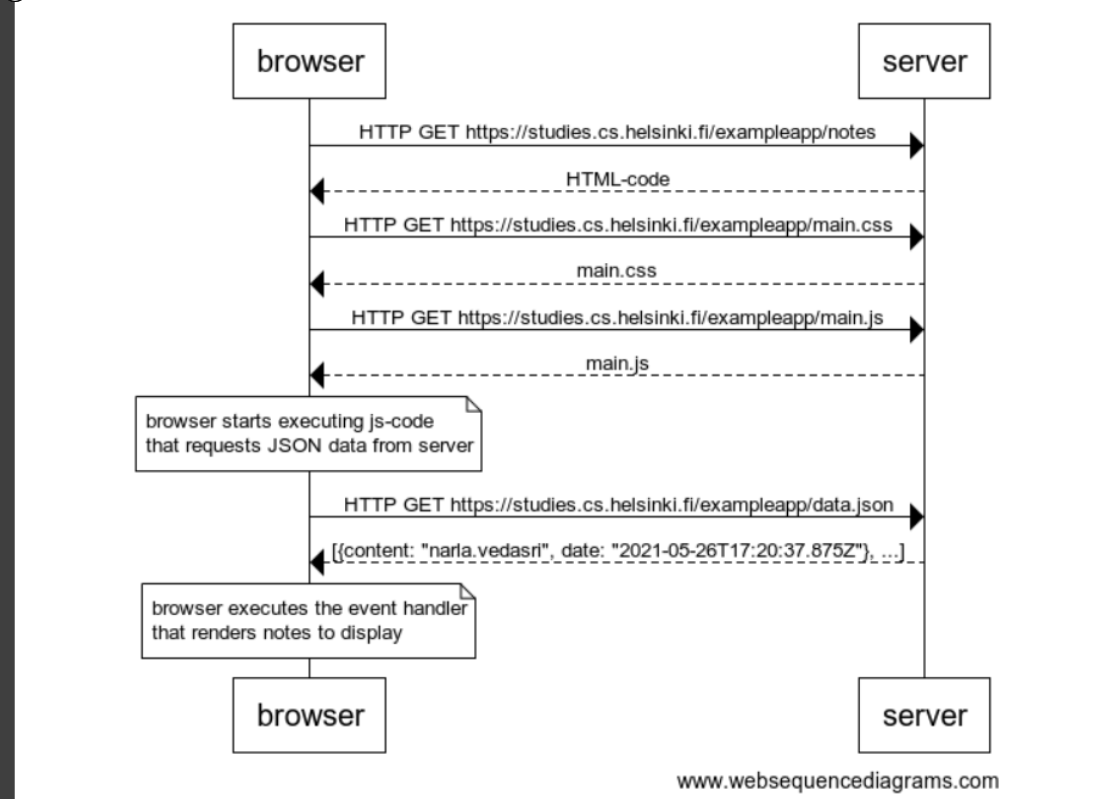 browser
server
HTTP GET https://studies.cs.helsinki.fi/exampleapp/notes
HTML-code
HTTP GET https://studies.cs.helsinki.fi/exampleapp/main.css
main.css
HTTP GET https://studies.cs.helsinki.fi/exampleapp/main.js
main.js
browser starts executing js-code
that requests JSON data from server
HTTP GET https://studies.cs.helsinki.fi/exampleapp/data.json
[{content: "narla.vedasri", date: "2021-05-26T17:20:37.875Z"}, ...]
browser executes the event handler
that renders notes to display
browser
server
www.websequencediagrams.com